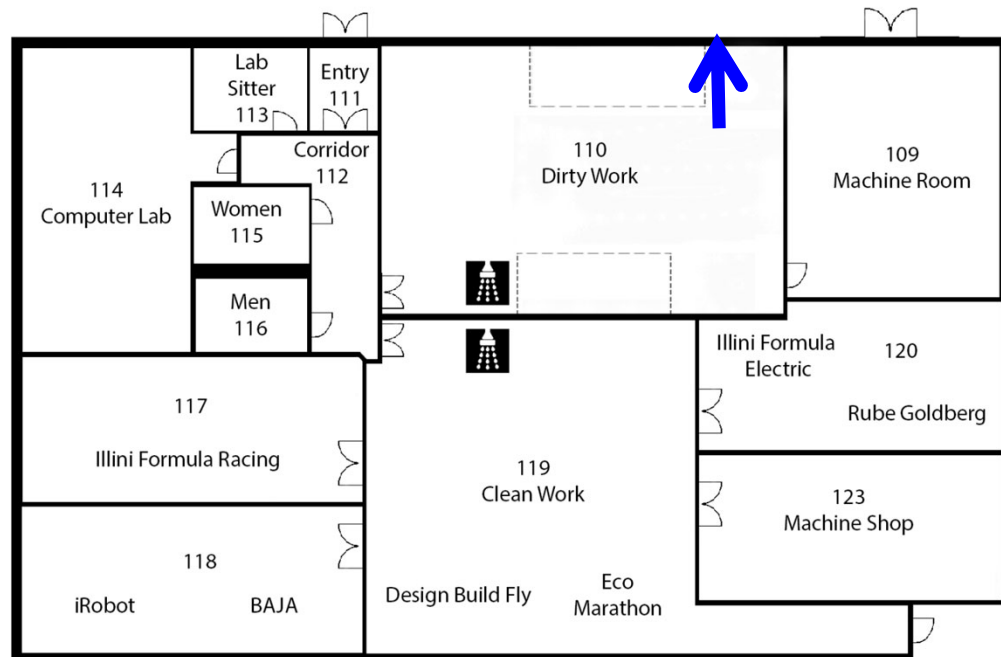 Lab
Sitter
113
Entry
111
Corridor
112
110
Dirty Work
109
Machine Room
114
Computer Lab
Women
115
Men
116
Illini Formula
Electric
120
Rube Goldberg
117
Illini Formula Racing
119
Clean Work
123
Machine Shop
118
iRobot
BAJA
Design Build Fly
Eco
Marathon